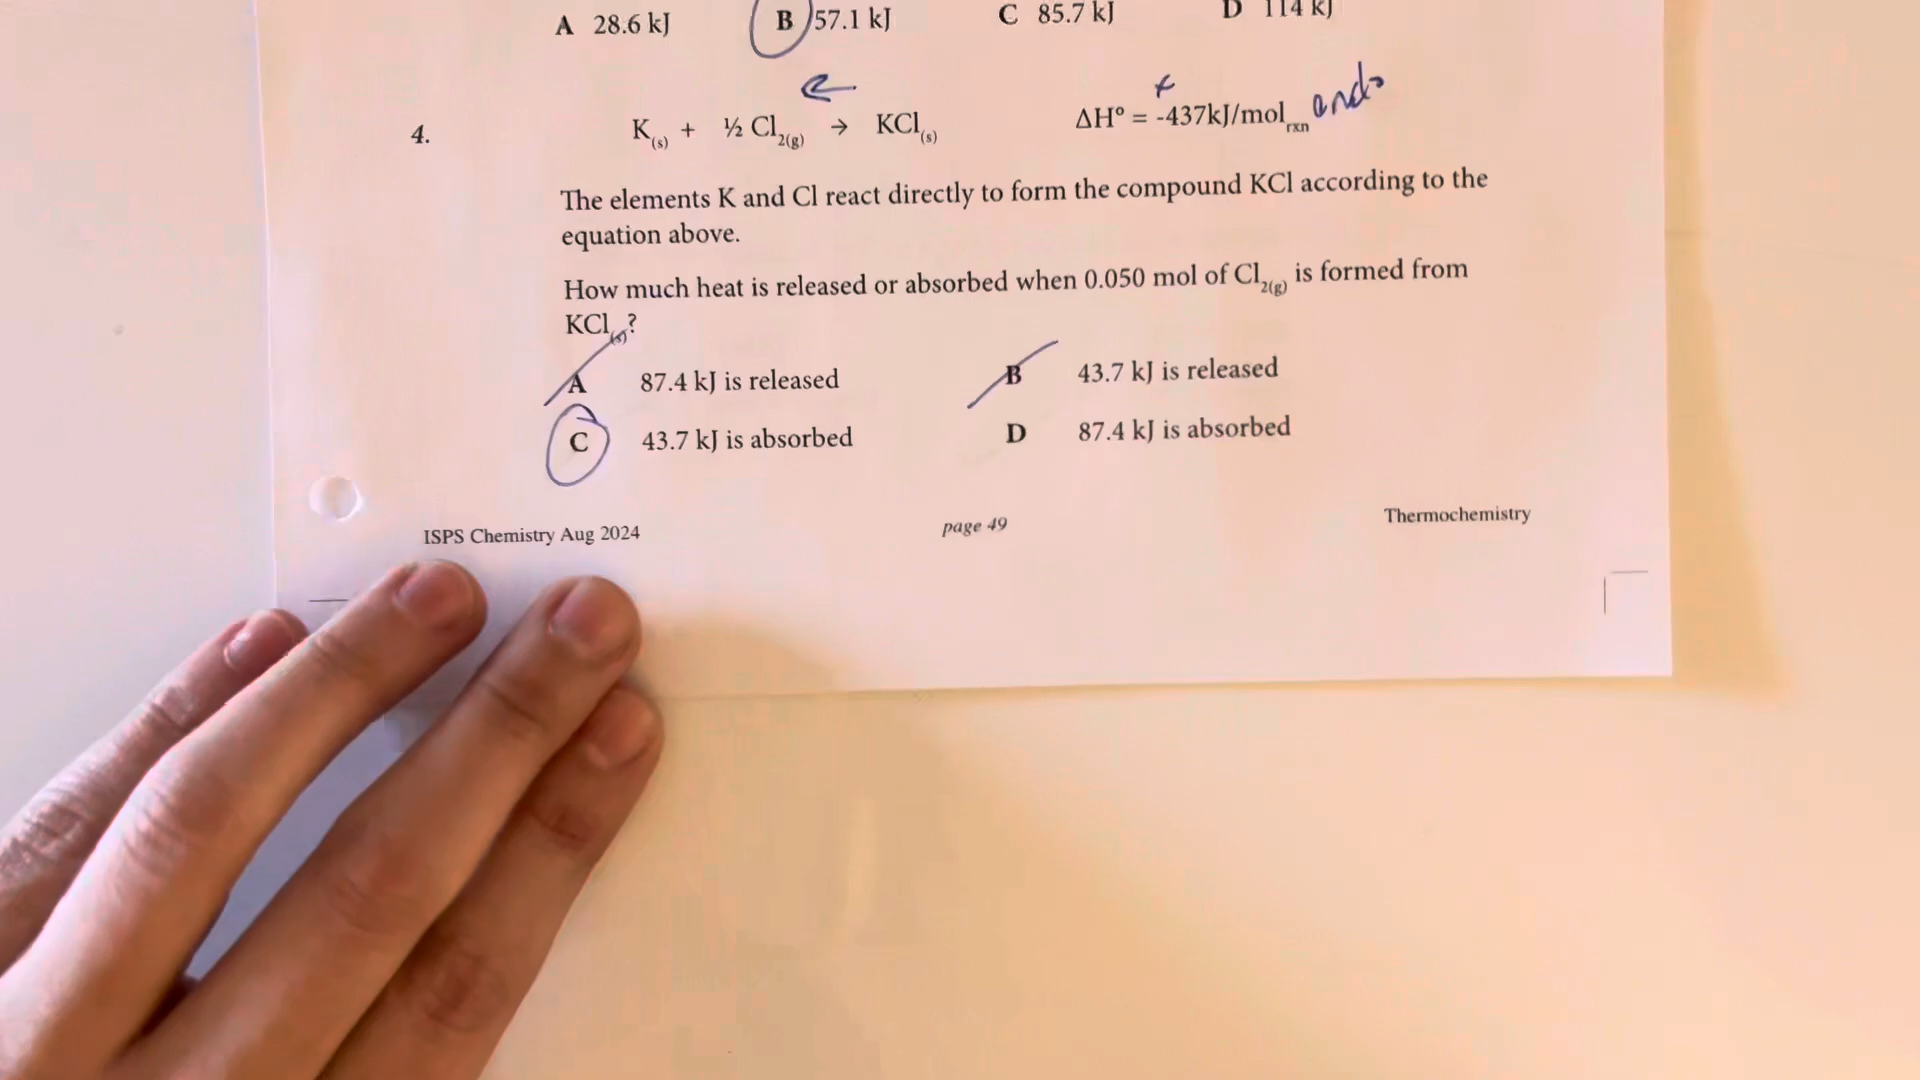 A 28.6 kJ B 57.1 kJ C 85.7 kJ D 114 kJ
←
+
4. K(s) + ½ Cl2(g) → KCl(s) ΔH° = -437kJ/molrxn endo
The elements K and Cl react directly to form the compound KCl according to the
equation above.
How much heat is released or absorbed when 0.050 mol of Cl2(g) is formed from
KCl(s)?
A 87.4 kJ is released B 43.7 kJ is released
C 43.7 kJ is absorbed D 87.4 kJ is absorbed
ISPS Chemistry Aug 2024 page 49 Thermochemistry